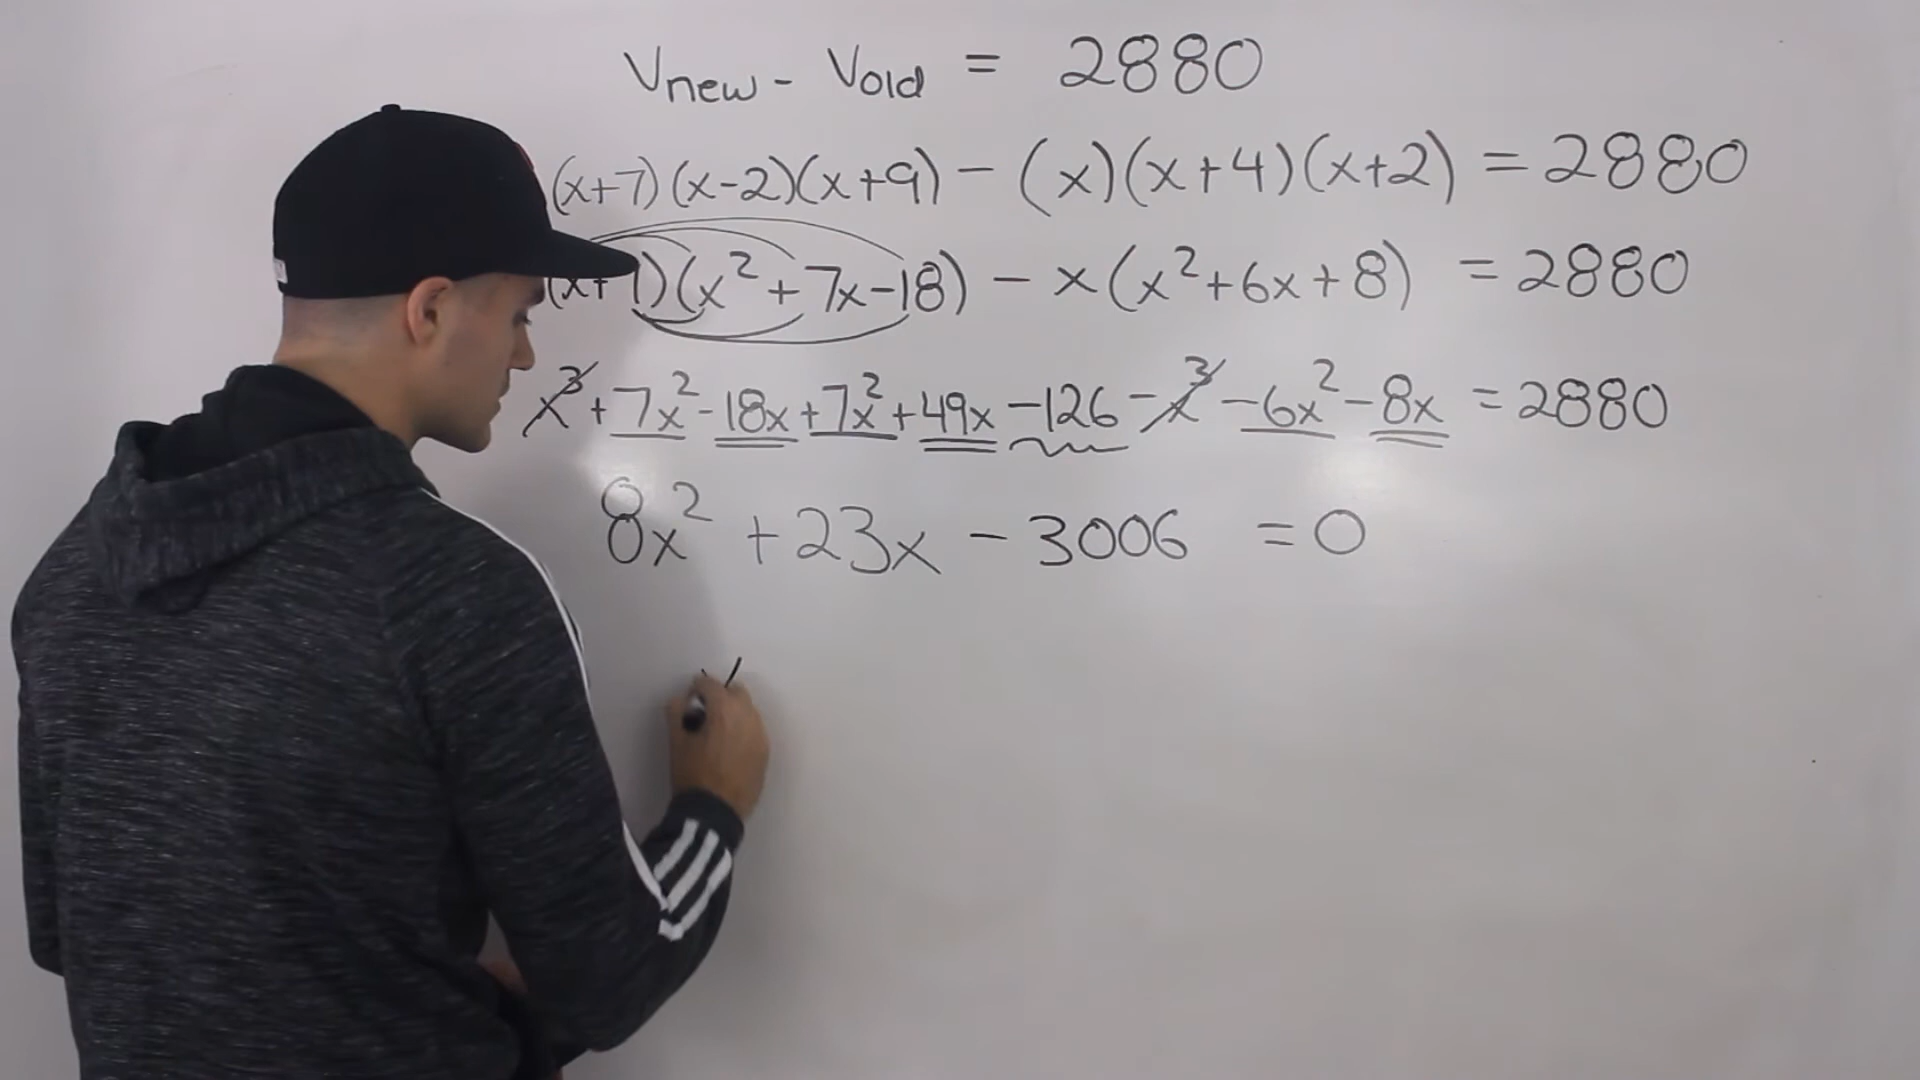 Vnew - Vold = 2880
(x+7)(x-2)(x+9) - (x)(x+4)(x+2) = 2880
(x+7)(x²+7x-18) - x(x²+6x+8) = 2880
x³+7x²-18x+7x²+49x-126-x³-6x²-8x = 2880
8x² +23x - 3006 = 0